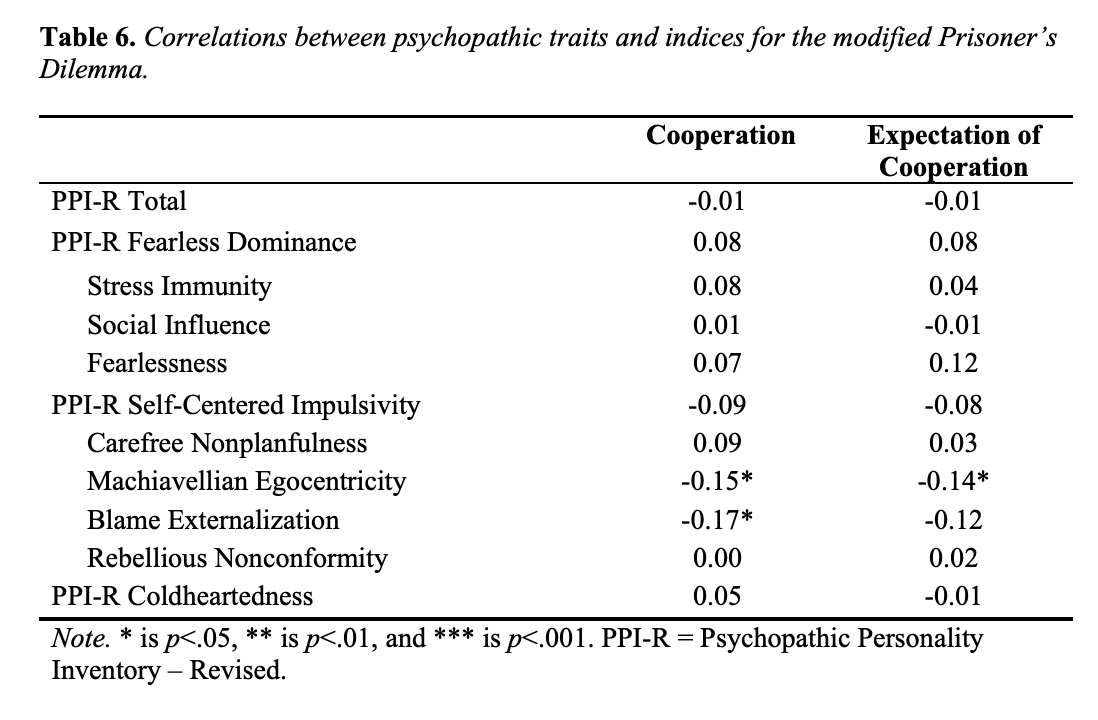 Table 6. Correlations between psychopathic traits and indices for the modified Prisoner's
Dilemma.
Cooperation Expectation of
Cooperation
PPI-R Total -0.01 -0.01
PPI-R Fearless Dominance 0.08 0.08
Stress Immunity 0.08 0.04
Social Influence 0.01 -0.01
Fearlessness 0.07 0.12
PPI-R Self-Centered Impulsivity -0.09 -0.08
Carefree Nonplanfulness 0.09 0.03
Machiavellian Egocentricity -0.15* -0.14*
Blame Externalization -0.17* -0.12
Rebellious Nonconformity 0.00 0.02
PPI-R Coldheartedness 0.05 -0.01
Note. * is p<.05, ** is p<.01, and *** is p<.001. PPI-R = Psychopathic Personality
Inventory – Revised.